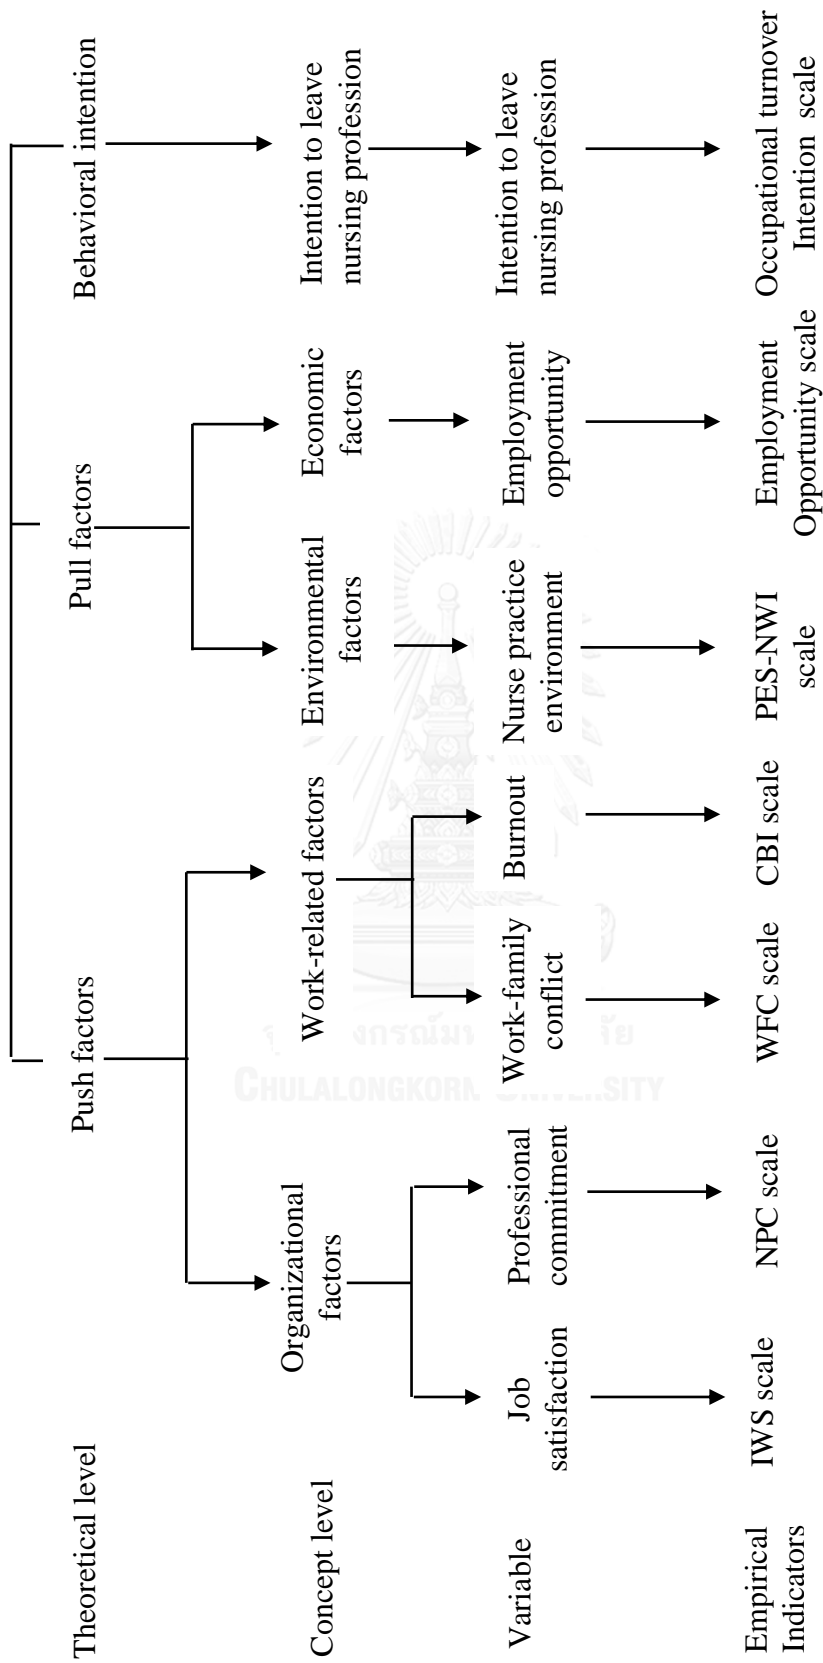 Theoretical level
Push factors
Pull factors
Behavioral intention
Concept level
Organizational
factors
Work-related factors
Environmental
factors
Economic
factors
Intention to leave
nursing profession
Variable
Job
satisfaction
Professional
commitment
Work-family
conflict
Burnout
Nurse practice
environment
Employment
opportunity
Intention to leave
nursing profession
Empirical
Indicators
IWS scale
NPC scale
WFC scale
CBI scale
PES-NWI
scale
Employment
Opportunity scale
Occupational turnover
Intention scale
CHULALONGKORN